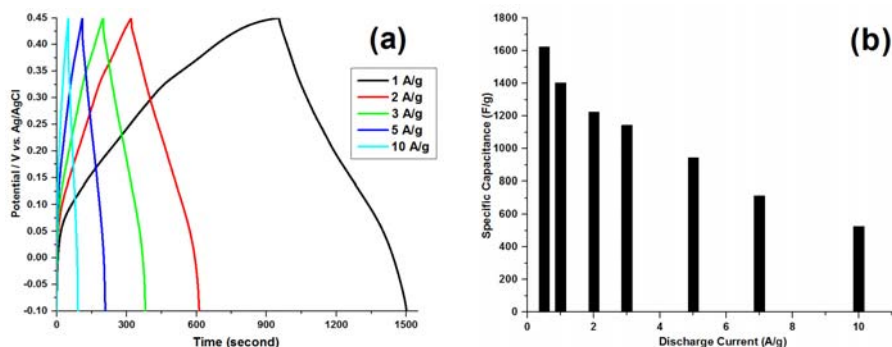 0.45
0.40
0.35
0.30
0.25
0.20
0.15
0.10
0.05
0.00
-0.05
-0.10
Potential / V vs. Ag/AgCl
0 300 600 900 1200 1500
Time (second)
(a)
1 A/g
2 A/g
3 A/g
5 A/g
10 A/g
1800
1600
1400
1200
1000
800
600
400
200
0
Specific Capacitance (F/g)
0 2 4 6 8 10
Discharge Current (A/g)
(b)